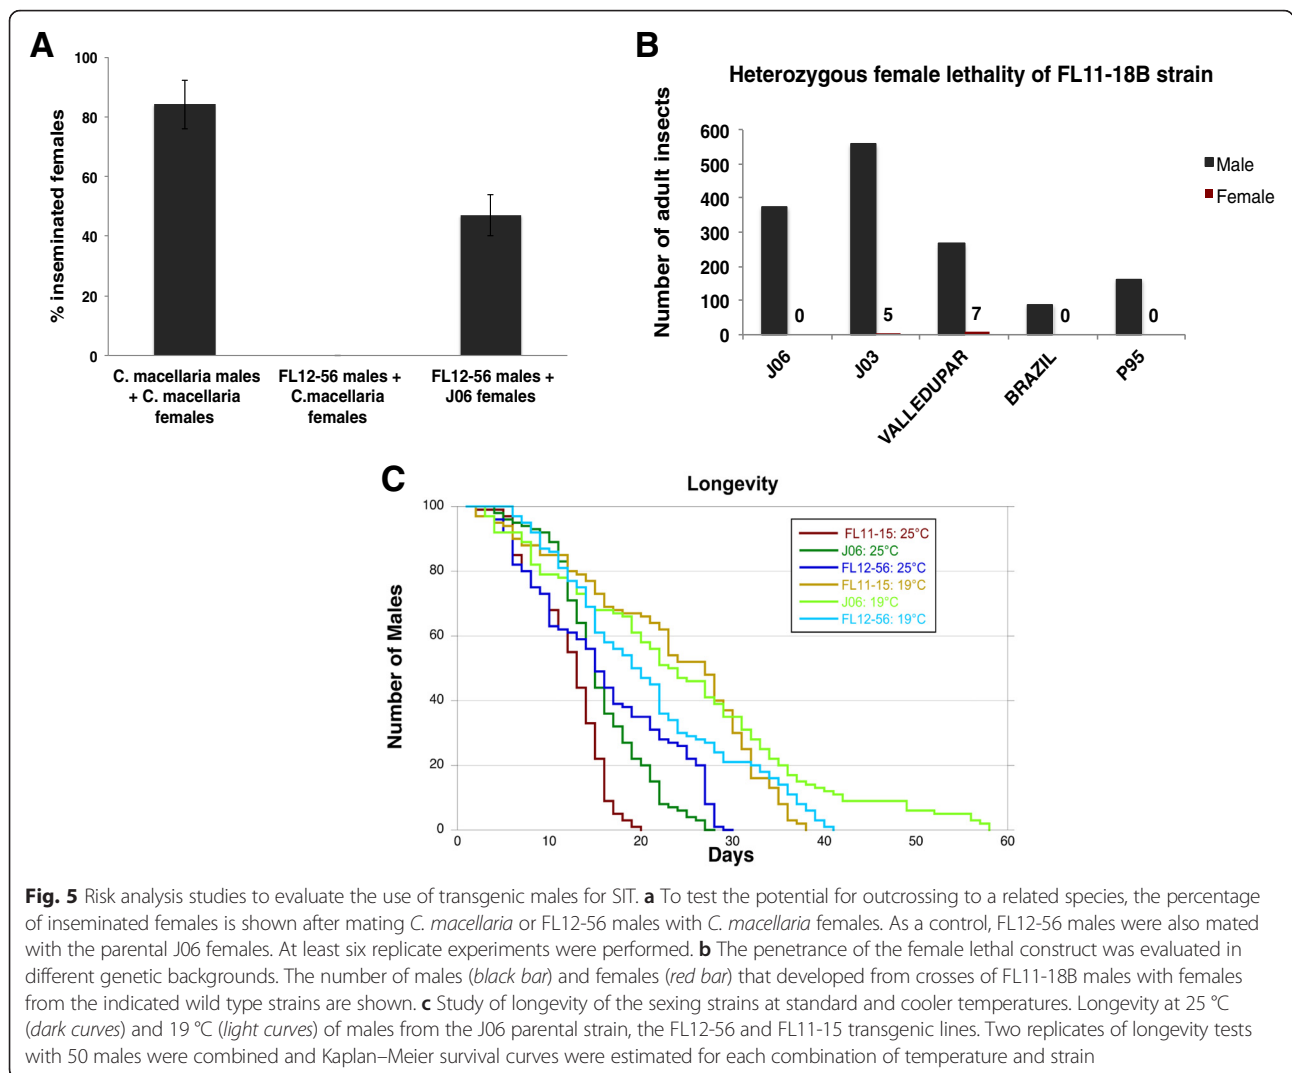 A
100
80
60
40
20
0
% inseminated females
C. macellaria males
+ C. macellaria
females
FL12-56 males +
C.macellaria
females
FL12-56 males +
J06 females
B
Heterozygous female lethality of FL11-18B strain
600
500
400
300
200
100
0
Number of adult insects
0
5
7
0
0
J06
J03
VALLEDUPAR
BRAZIL
P95
Male
Female
C
Longevity
100
80
60
40
20
0
Number of Males
FL11-15: 25°C
J06: 25°C
FL12-56: 25°C
FL11-15: 19°C
J06: 19°C
FL12-56: 19°C
0
10
20
30
40
50
60
Days
Fig. 5 Risk analysis studies to evaluate the use of transgenic males for SIT. a To test the potential for outcrossing to a related species, the percentage
of inseminated females is shown after mating C. macellaria or FL12-56 males with C. macellaria females. As a control, FL12-56 males were also mated
with the parental J06 females. At least six replicate experiments were performed. b The penetrance of the female lethal construct was evaluated in
different genetic backgrounds. The number of males (black bar) and females (red bar) that developed from crosses of FL11-18B males with females
from the indicated wild type strains are shown. c Study of longevity of the sexing strains at standard and cooler temperatures. Longevity at 25 °C
(dark curves) and 19 °C (light curves) of males from the J06 parental strain, the FL12-56 and FL11-15 transgenic lines. Two replicates of longevity tests
with 50 males were combined and Kaplan–Meier survival curves were estimated for each combination of temperature and strain